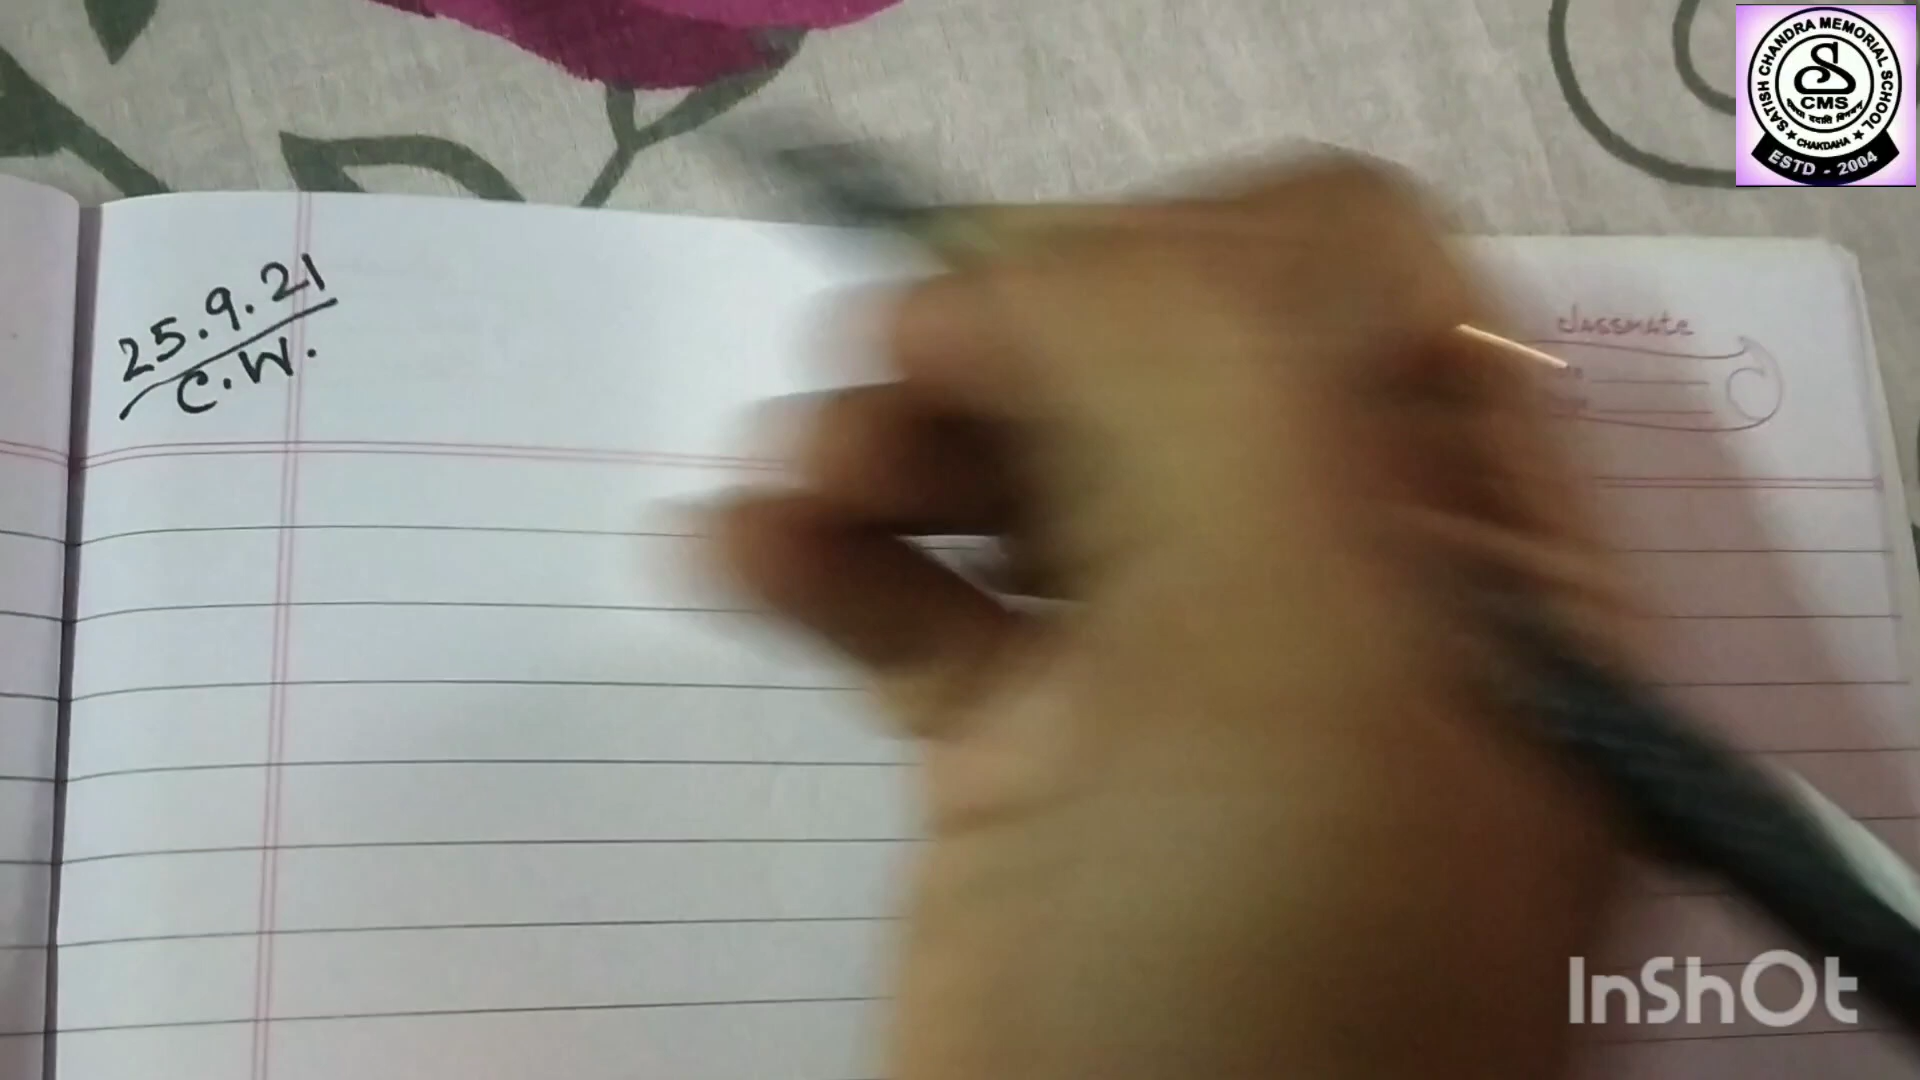 25.9.21
C.W.
classmate
SATISH CHANDRA MEMORIAL SCHOOL
S
CMS
CHAKDAHA
ESTD - 2004
InShOt